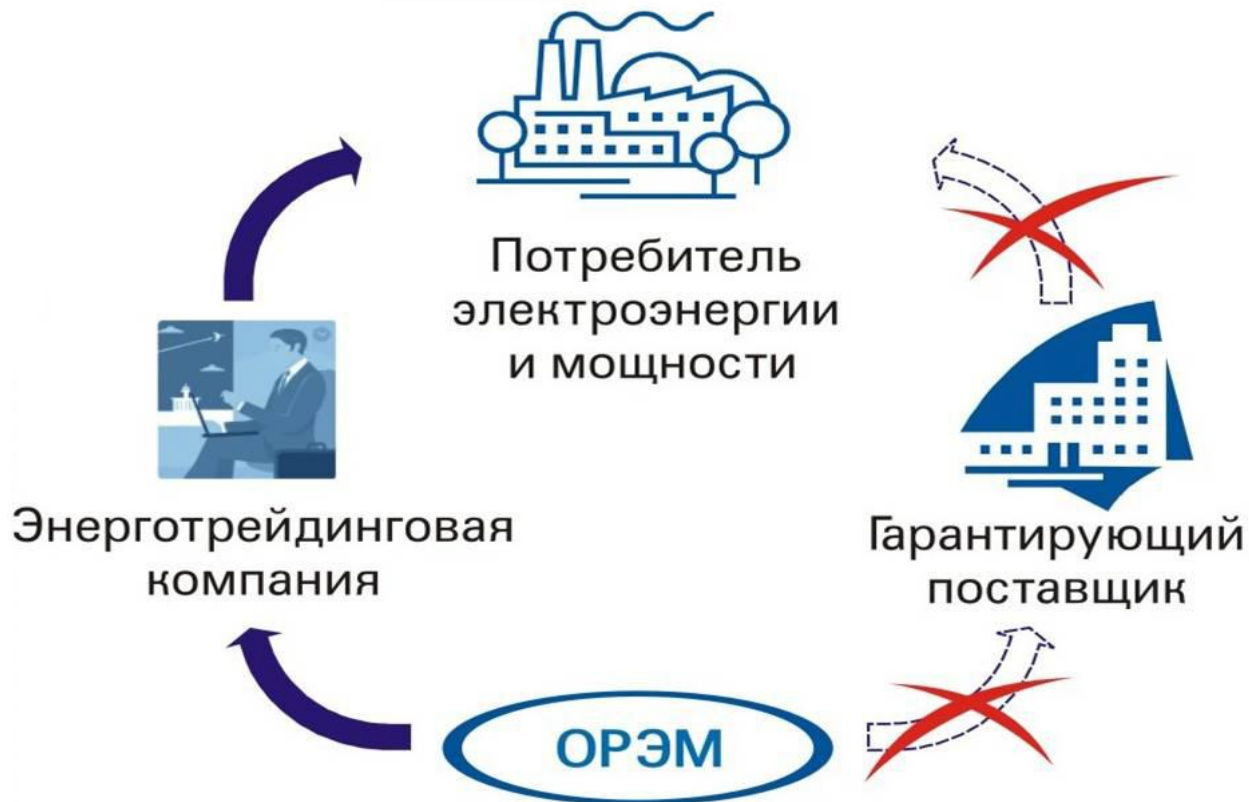 Потребитель
электроэнергии
и мощности
Энерготрейдинговая
компания
Гарантирующий
поставщик
ОРЭМ